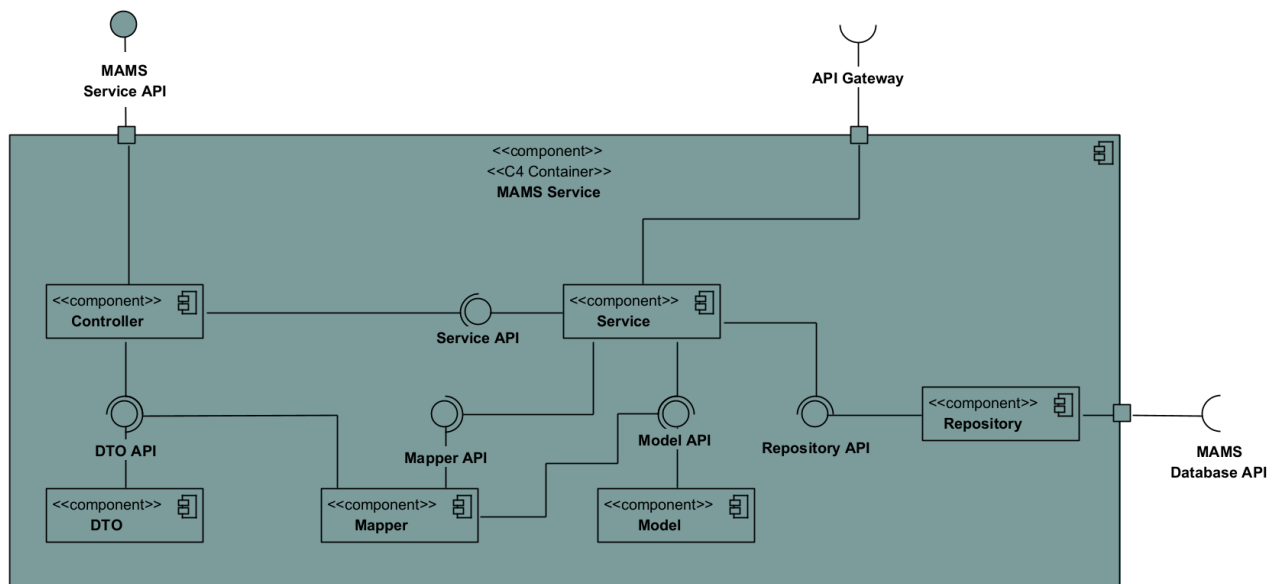 MAMS
Service API
API Gateway
<<component>>
<<C4 Container>>
MAMS Service
<<component>>
Controller
Service API
<<component>>
Service
DTO API
Mapper API
Model API
Repository API
<<component>>
Repository
MAMS
Database API
<<component>>
DTO
<<component>>
Mapper
<<component>>
Model